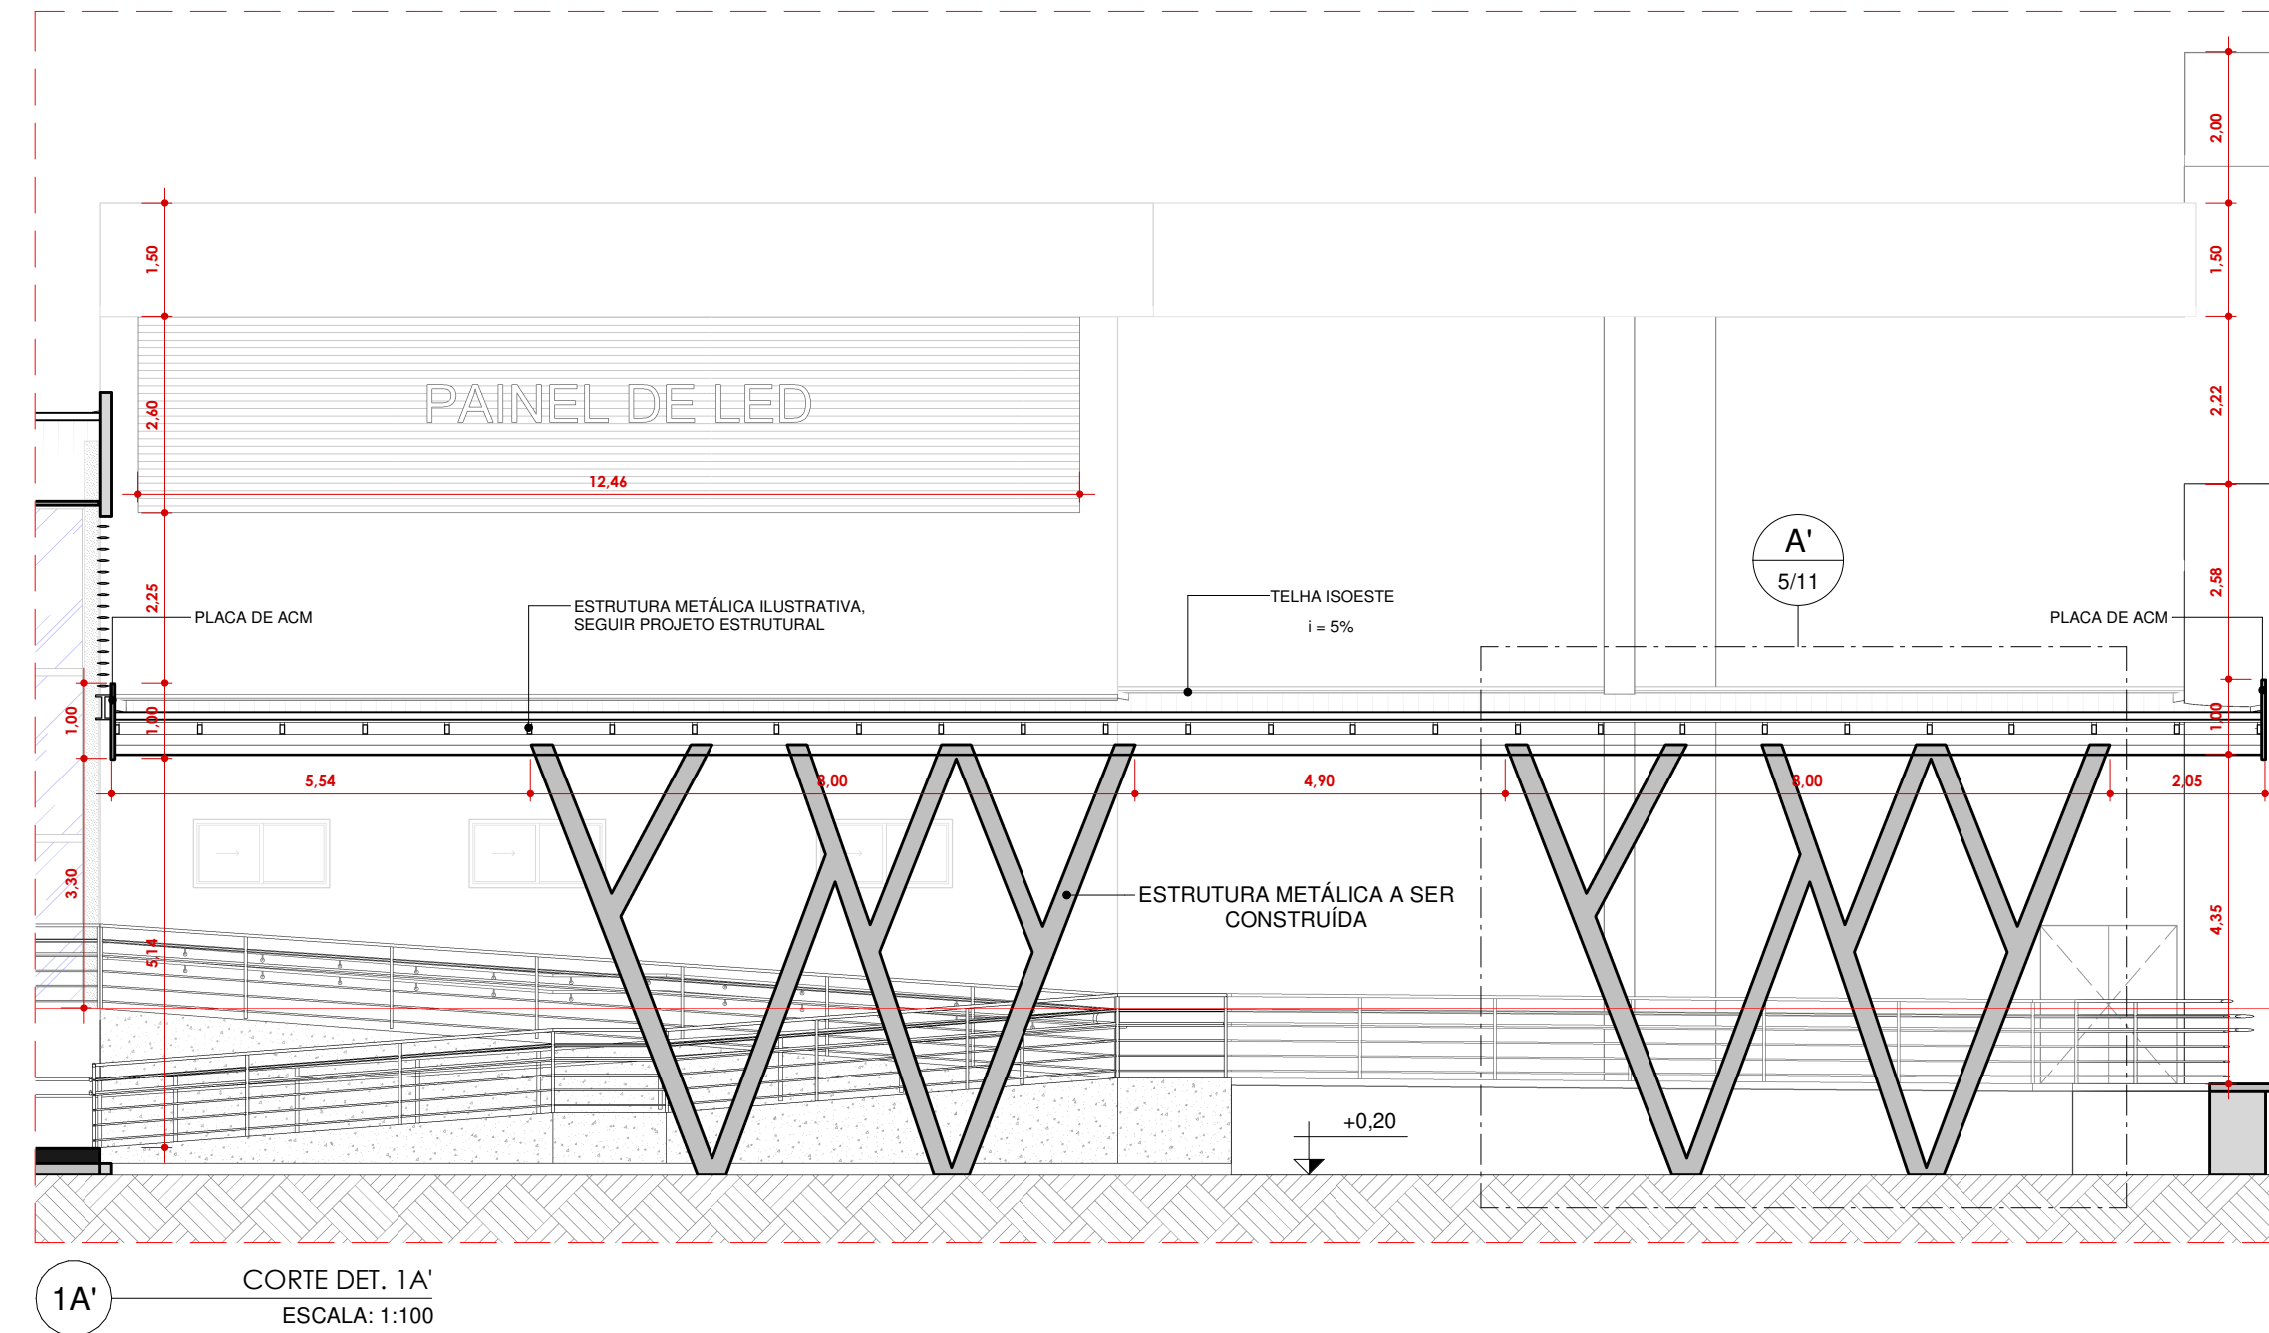 2,00
1,50
1,50
PAINEL DE LED
2,60
2,22
12,46
A'
5/11
2,25
2,58
PLACA DE ACM
ESTRUTURA METÁLICA ILUSTRATIVA,
SEGUIR PROJETO ESTRUTURAL
TELHA ISOESTE
i = 5%
PLACA DE ACM
1,00
1,00
1,00
5,54
8,00
4,90
8,00
2,05
3,30
ESTRUTURA METÁLICA A SER
CONSTRUÍDA
4,35
5,14
+0,20
1A'
CORTE DET. 1A'
ESCALA: 1:100